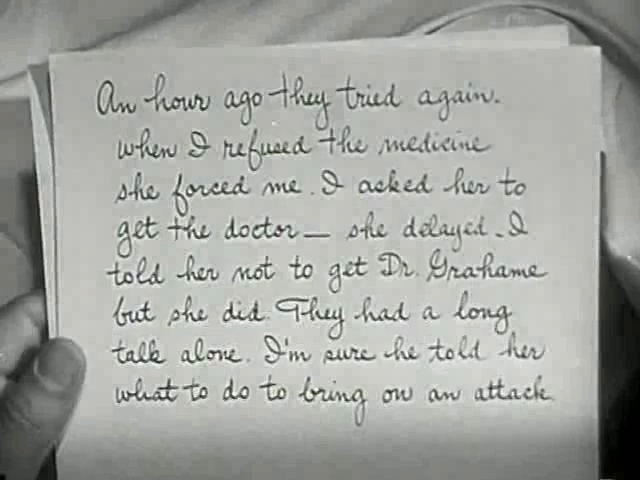 An hour ago they tried again.
when I refused the medicine
she forced me. I asked her to
get the doctor— she delayed. I
told her not to get Dr. Grahame
but she did. They had a long
talk alone. I'm sure he told her
what to do to bring on an attack.